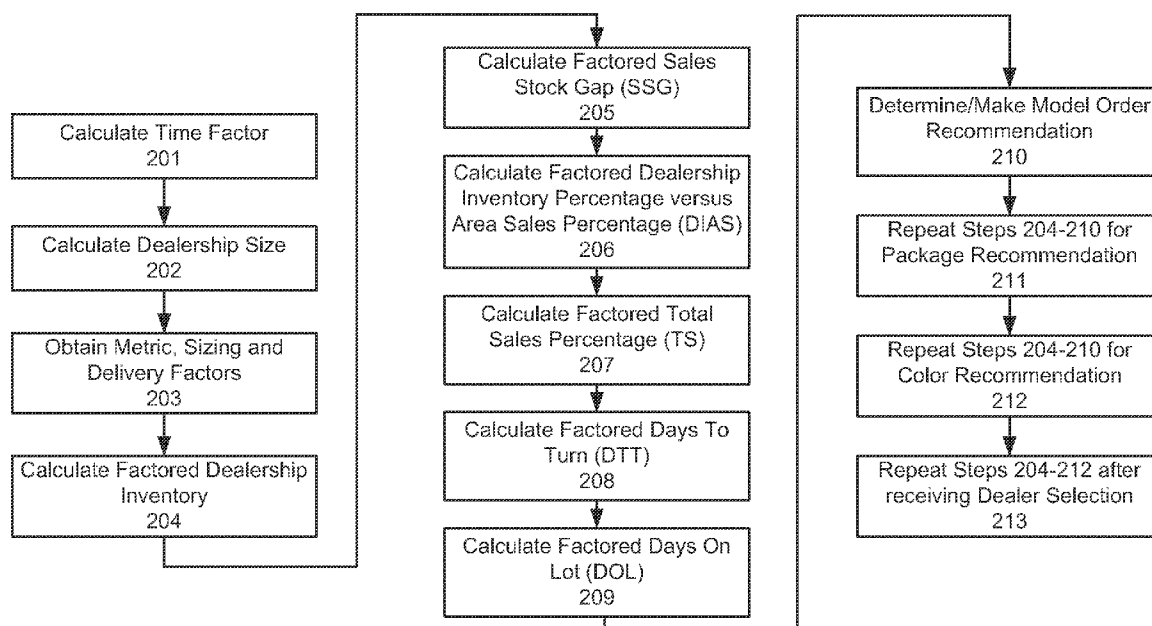 Calculate Time Factor
201
Calculate Dealership Size
202
Obtain Metric, Sizing and
Delivery Factors
203
Calculate Factored Dealership
Inventory
204
Calculate Factored Sales
Stock Gap (SSG)
205
Calculate Factored Dealership
Inventory Percentage versus
Area Sales Percentage (DIAS)
206
Calculate Factored Total
Sales Percentage (TS)
207
Calculate Factored Days To
Turn (DTT)
208
Calculate Factored Days On
Lot (DOL)
209
Determine/Make Model Order
Recommendation
210
Repeat Steps 204-210 for
Package Recommendation
211
Repeat Steps 204-210 for
Color Recommendation
212
Repeat Steps 204-212 after
receiving Dealer Selection
213